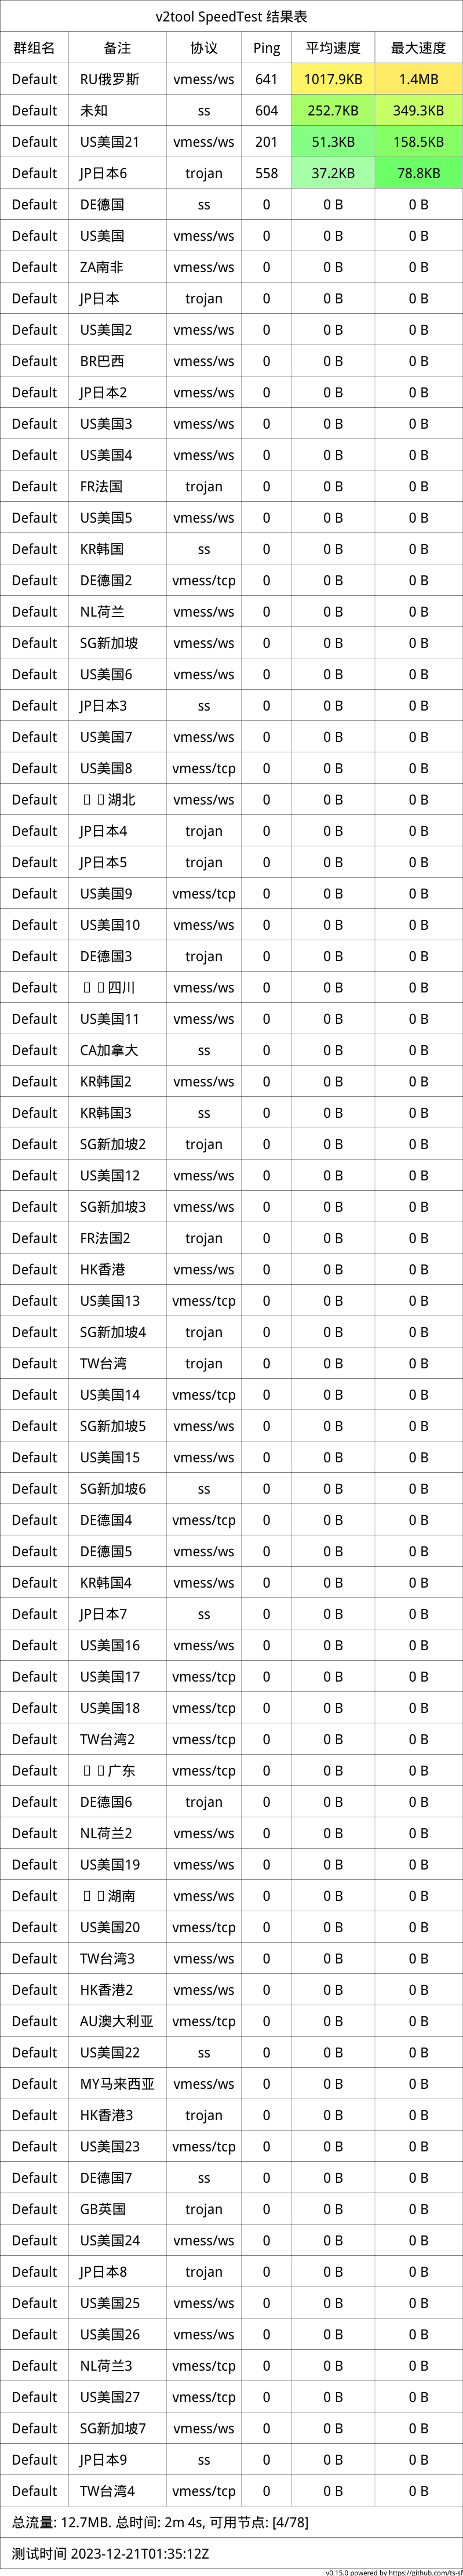 v2tool SpeedTest 结果表
群组名 备注 协议 Ping 平均速度 最大速度
Default RU俄罗斯 vmess/ws 641 1017.9KB 1.4MB
Default 未知 ss 604 252.7KB 349.3KB
Default US美国21 vmess/ws 201 51.3KB 158.5KB
Default JP日本6 trojan 558 37.2KB 78.8KB
Default DE德国 ss 0 0 B 0 B
Default US美国 vmess/ws 0 0 B 0 B
Default ZA南非 vmess/ws 0 0 B 0 B
Default JP日本 trojan 0 0 B 0 B
Default US美国2 vmess/ws 0 0 B 0 B
Default BR巴西 vmess/ws 0 0 B 0 B
Default JP日本2 vmess/ws 0 0 B 0 B
Default US美国3 vmess/ws 0 0 B 0 B
Default US美国4 vmess/ws 0 0 B 0 B
Default FR法国 trojan 0 0 B 0 B
Default US美国5 vmess/ws 0 0 B 0 B
Default KR韩国 ss 0 0 B 0 B
Default DE德国2 vmess/tcp 0 0 B 0 B
Default NL荷兰 vmess/ws 0 0 B 0 B
Default SG新加坡 vmess/ws 0 0 B 0 B
Default US美国6 vmess/ws 0 0 B 0 B
Default JP日本3 ss 0 0 B 0 B
Default US美国7 vmess/ws 0 0 B 0 B
Default US美国8 vmess/tcp 0 0 B 0 B
Default 湖北 vmess/ws 0 0 B 0 B
Default JP日本4 trojan 0 0 B 0 B
Default JP日本5 trojan 0 0 B 0 B
Default US美国9 vmess/tcp 0 0 B 0 B
Default US美国10 vmess/ws 0 0 B 0 B
Default DE德国3 trojan 0 0 B 0 B
Default 四川 vmess/ws 0 0 B 0 B
Default US美国11 vmess/ws 0 0 B 0 B
Default CA加拿大 ss 0 0 B 0 B
Default KR韩国2 vmess/ws 0 0 B 0 B
Default KR韩国3 ss 0 0 B 0 B
Default SG新加坡2 trojan 0 0 B 0 B
Default US美国12 vmess/ws 0 0 B 0 B
Default SG新加坡3 vmess/ws 0 0 B 0 B
Default FR法国2 trojan 0 0 B 0 B
Default HK香港 vmess/ws 0 0 B 0 B
Default US美国13 vmess/tcp 0 0 B 0 B
Default SG新加坡4 trojan 0 0 B 0 B
Default TW台湾 trojan 0 0 B 0 B
Default US美国14 vmess/tcp 0 0 B 0 B
Default SG新加坡5 vmess/ws 0 0 B 0 B
Default US美国15 vmess/ws 0 0 B 0 B
Default SG新加坡6 ss 0 0 B 0 B
Default DE德国4 vmess/tcp 0 0 B 0 B
Default DE德国5 vmess/ws 0 0 B 0 B
Default KR韩国4 vmess/ws 0 0 B 0 B
Default JP日本7 ss 0 0 B 0 B
Default US美国16 vmess/ws 0 0 B 0 B
Default US美国17 vmess/tcp 0 0 B 0 B
Default US美国18 vmess/tcp 0 0 B 0 B
Default TW台湾2 vmess/tcp 0 0 B 0 B
Default 广东 vmess/tcp 0 0 B 0 B
Default DE德国6 trojan 0 0 B 0 B
Default NL荷兰2 vmess/ws 0 0 B 0 B
Default US美国19 vmess/ws 0 0 B 0 B
Default 湖南 vmess/ws 0 0 B 0 B
Default US美国20 vmess/tcp 0 0 B 0 B
Default TW台湾3 vmess/ws 0 0 B 0 B
Default HK香港2 vmess/ws 0 0 B 0 B
Default AU澳大利亚 vmess/tcp 0 0 B 0 B
Default US美国22 ss 0 0 B 0 B
Default MY马来西亚 vmess/ws 0 0 B 0 B
Default HK香港3 trojan 0 0 B 0 B
Default US美国23 vmess/tcp 0 0 B 0 B
Default DE德国7 ss 0 0 B 0 B
Default GB英国 trojan 0 0 B 0 B
Default US美国24 vmess/ws 0 0 B 0 B
Default JP日本8 trojan 0 0 B 0 B
Default US美国25 vmess/ws 0 0 B 0 B
Default US美国26 vmess/ws 0 0 B 0 B
Default NL荷兰3 vmess/tcp 0 0 B 0 B
Default US美国27 vmess/tcp 0 0 B 0 B
Default SG新加坡7 vmess/ws 0 0 B 0 B
Default JP日本9 ss 0 0 B 0 B
Default TW台湾4 vmess/tcp 0 0 B 0 B
总流量: 12.7MB. 总时间: 2m 4s, 可用节点: [4/78]
测试时间 2023-12-21T01:35:12Z
v0.15.0 powered by https://github.com/ts-sf